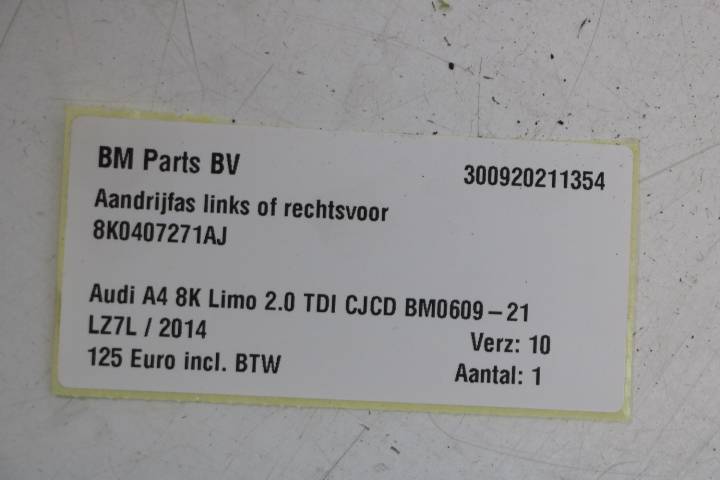 BM Parts BV 300920211354
Aandrijfas links of rechtsvoor
8K0407271AJ
Audi A4 8K Limo 2.0 TDI CJCD BM0609-21
LZ7L / 2014 Verz: 10
125 Euro incl. BTW Aantal: 1